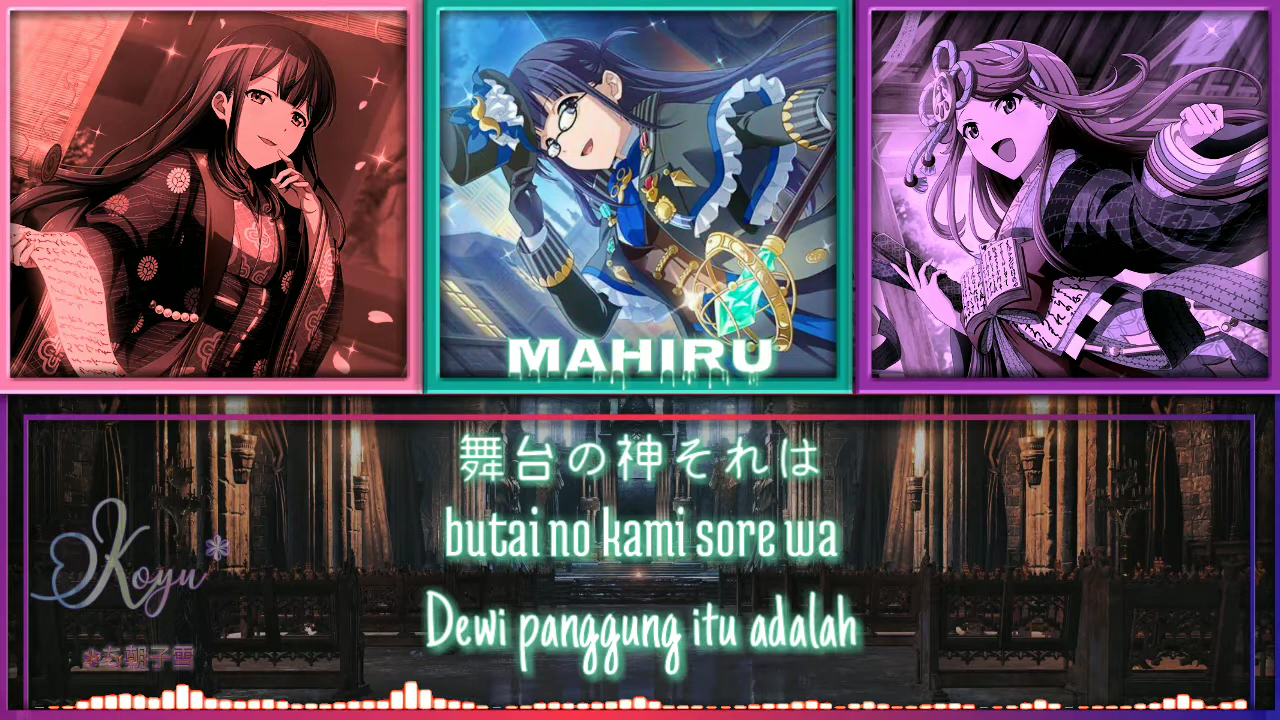 MAHIRU
舞台の神それは
butai no kami sore wa
Dewi panggung itu adalah
Koyu